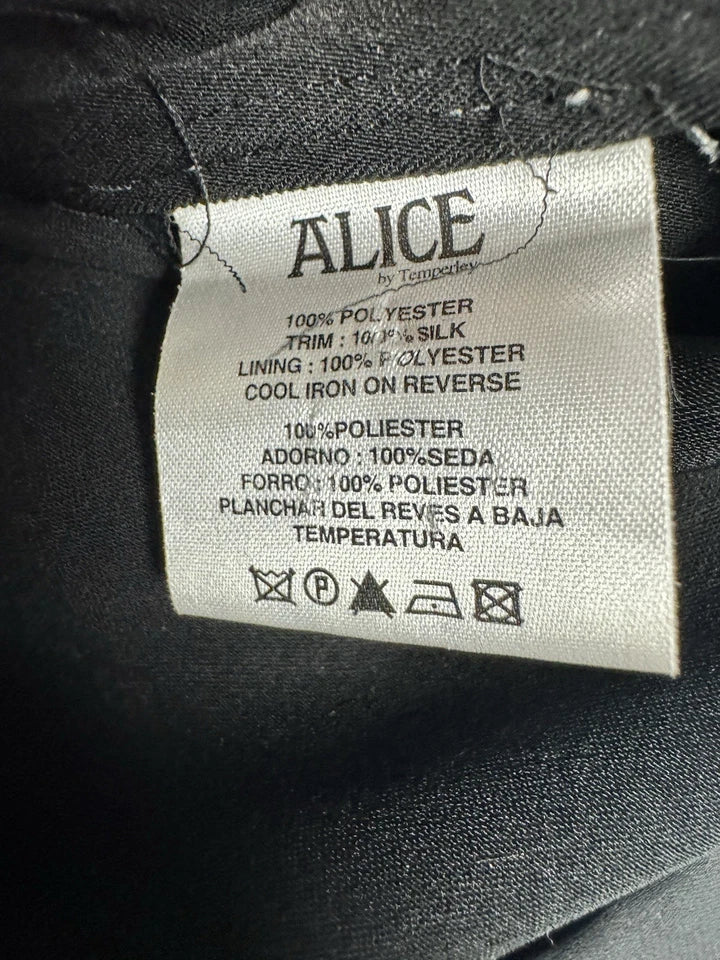 ALICE
by Temperley
100% POLYESTER
TRIM : 100% SILK
LINING : 100% POLYESTER
COOL IRON ON REVERSE
100%POLIESTER
ADORNO : 100%SEDA
FORRO : 100% POLIESTER
PLANCHAR DEL REVES A BAJA
TEMPERATURA
P